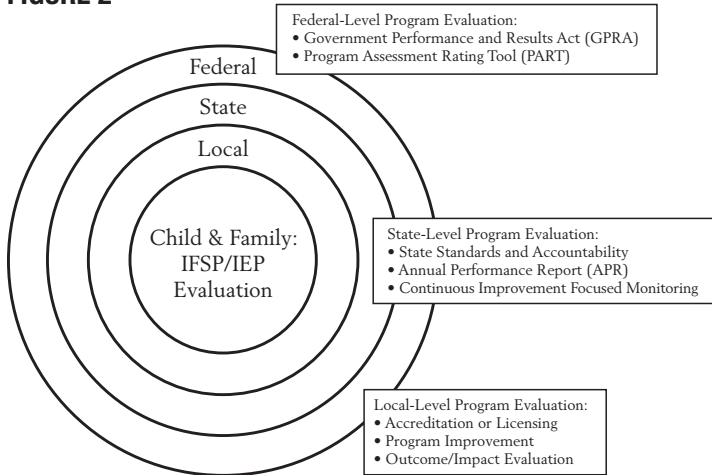 FIGURE 2
Federal-Level Program Evaluation:
• Government Performance and Results Act (GPRA)
• Program Assessment Rating Tool (PART)
Federal
State
Local
Child & Family:
IFSP/IEP
Evaluation
State-Level Program Evaluation:
• State Standards and Accountability
• Annual Performance Report (APR)
• Continuous Improvement Focused Monitoring
Local-Level Program Evaluation:
• Accreditation or Licensing
• Program Improvement
• Outcome/Impact Evaluation